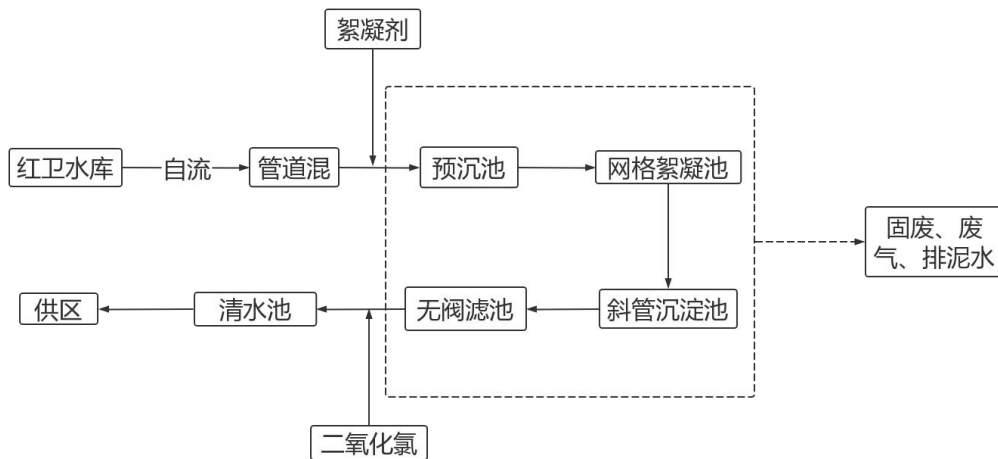 絮凝剂
红卫水库
自流
管道混
预沉池
网格絮凝池
固废、废
气、排泥水
供区
清水池
无阀滤池
斜管沉淀池
二氧化氯